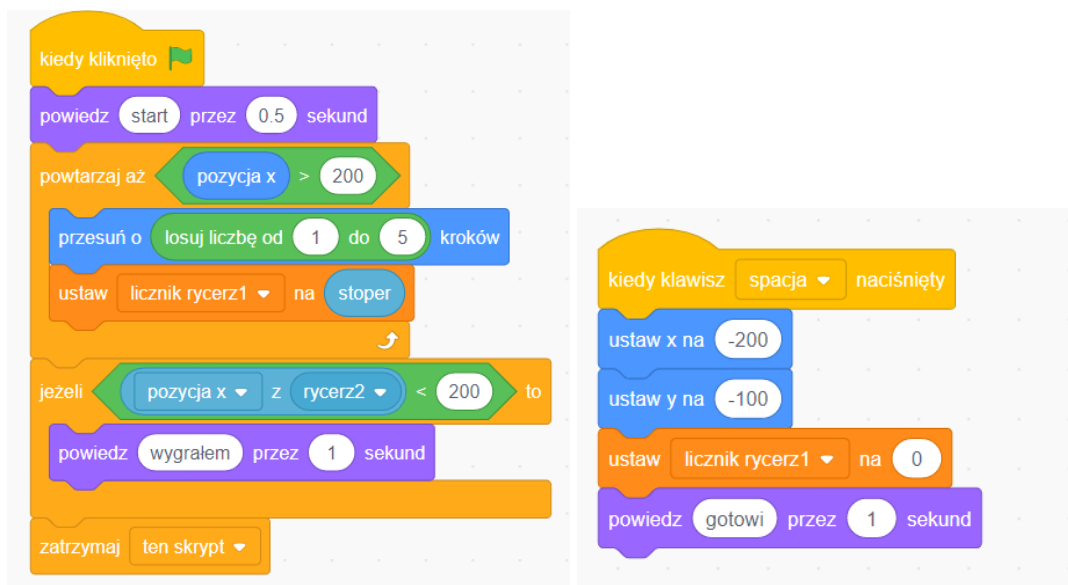 kiedy kliknięto
powiedz start przez 0.5 sekund
powtarzaj aż pozycja x > 200
przesuń o losuj liczbę od 1 do 5 kroków
ustaw licznik rycerz1 na stoper
jeżeli pozycja x z rycerz2 < 200 to
powiedz wygrałem przez 1 sekund
zatrzymaj ten skrypt
kiedy klawisz spacja naciśnięty
ustaw x na -200
ustaw y na -100
ustaw licznik rycerz1 na 0
powiedz gotowi przez 1 sekund